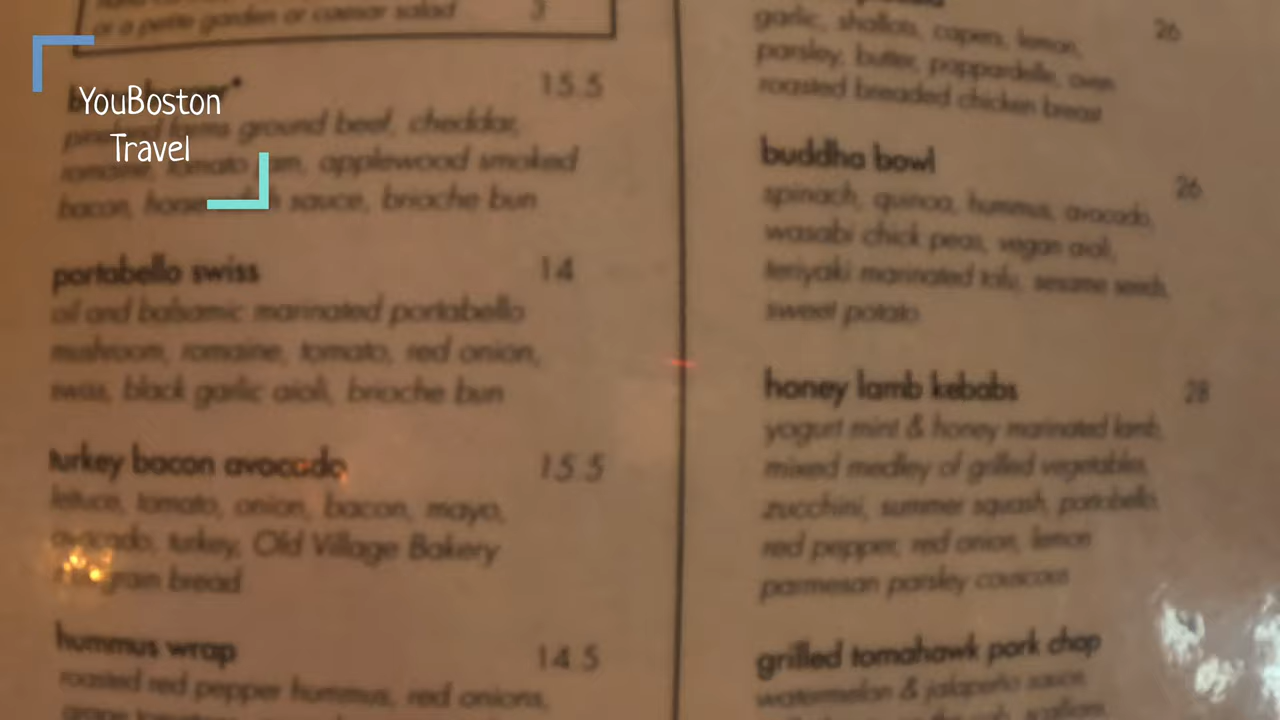 or a petite garden or caesar salad 3
YouBoston
Travel
15.5
ground beef, cheddar,
romaine, tomato applewood smoked
bacon, sauce, brioche bun
portabello swiss 14
oil and balsamic marinated portabello
mushroom, romaine, tomato, red onion,
swiss, black garlic aioli, brioche bun
turkey bacon avocado 15.5
lettuce, tomato, onion, bacon, mayo,
avocado, turkey, Old Village Bakery
grain bread
hummus wrap 14.5
roasted red pepper hummus, red onions,
26
garlic, shallots, capers, lemon,
parsley, butter, pappardelle, oven
roasted breaded chicken breast
buddha bowl 26
spinach, quinoa, hummus, avocado,
wasabi chick peas, vegan aioli,
teriyaki marinated tofu, sesame seeds,
sweet potato
honey lamb kebabs 28
yogurt mint & honey marinated lamb,
mixed medley of grilled vegetables,
zucchini, summer squash, portobello,
red pepper, red onion, lemon
parmesan parsley couscous
grilled tomahawk pork chop
watermelon & jalapeño sauce,